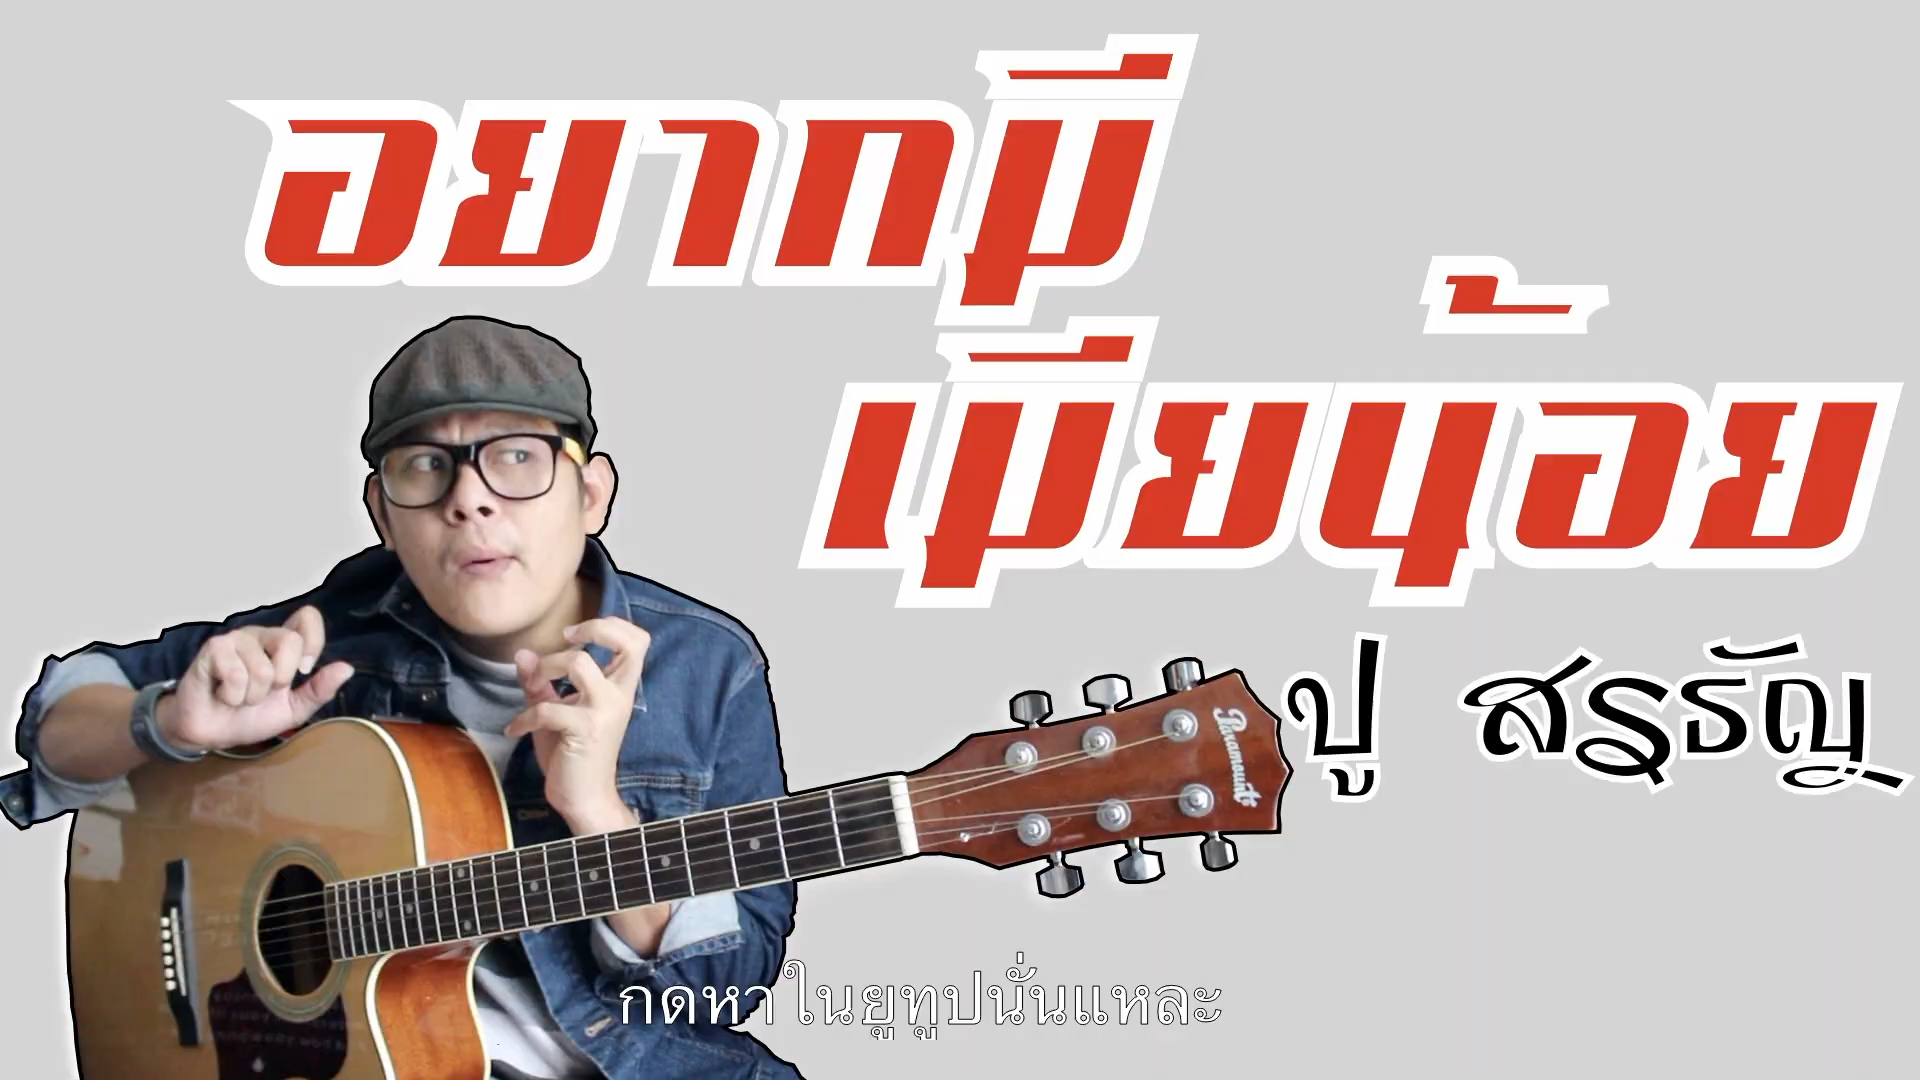 อยากมี
เมียน้อย
ปู สรรัญ
Paramount
กดหาในยูทูปนั่นแหละ